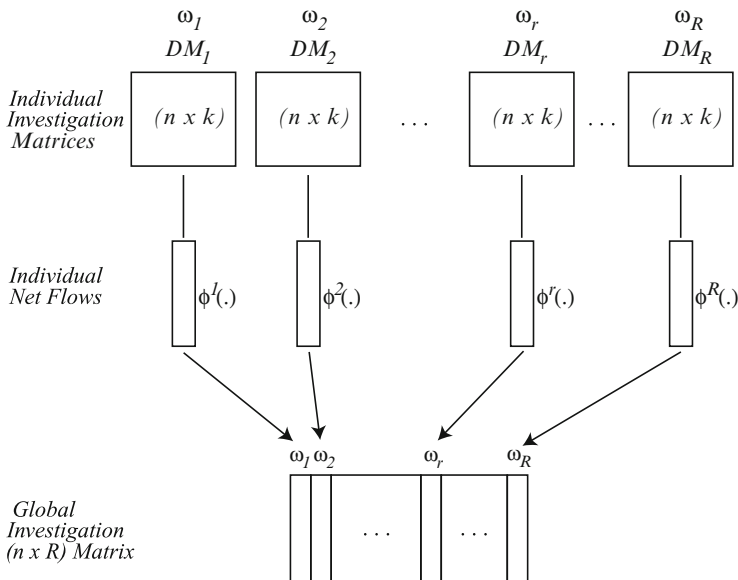 ω1 ω2 ωr ωR
DM1 DM2 DMr DMR
Individual
Investigation
Matrices
(n x k) (n x k) ... (n x k) ... (n x k)
Individual
Net Flows
ϕ1(.) ϕ2(.) ϕr(.) ϕR(.)
ω1 ω2 ωr ωR
Global
Investigation
(n x R) Matrix
... ...